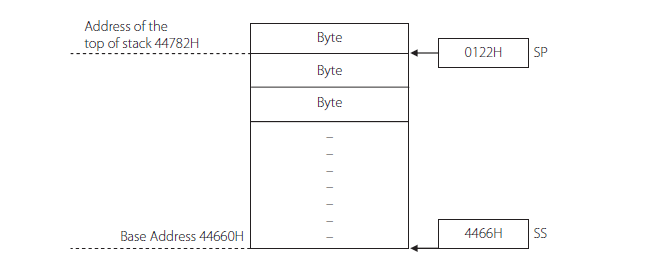 Address of the
top of stack 44782H
Byte
0122H SP
Byte
Byte
Base Address 44660H
4466H SS